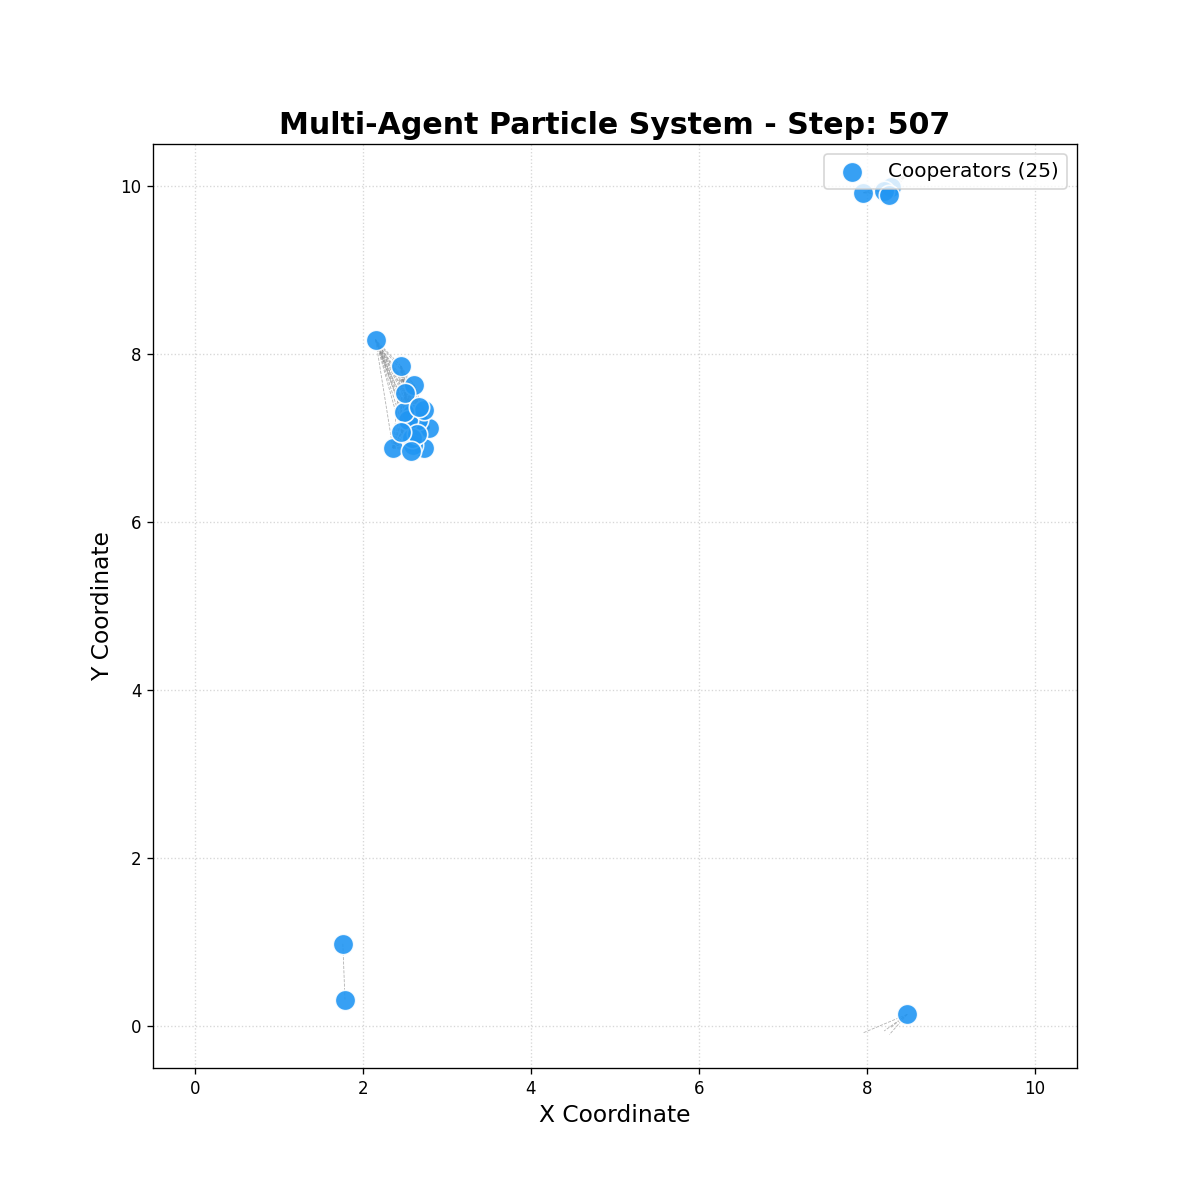 Multi-Agent Particle System - Step: 507
Cooperators (25)
10
8
6
4
2
0
Y Coordinate
0 2 4 6 8 10
X Coordinate